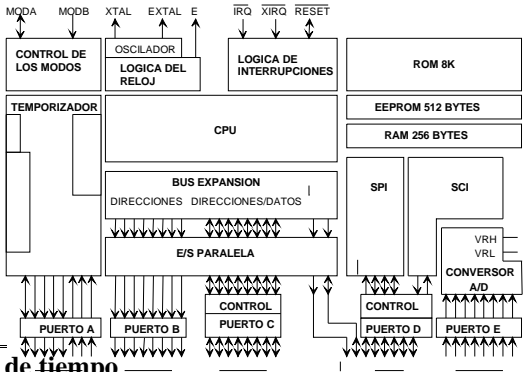 MODA MODB XTAL EXTAL E IRQ XIRQ RESET
CONTROL DE
LOS MODOS
OSCILADOR
LOGICA DEL
RELOJ
LOGICA DE
INTERRUPCIONES
ROM 8K
TEMPORIZADOR
CPU
EEPROM 512 BYTES
RAM 256 BYTES
BUS EXPANSION
DIRECCIONES DIRECCIONES/DATOS
SPI
SCI
E/S PARALELA
VRH
VRL
CONVERSOR
A/D
CONTROL
CONTROL
PUERTO A
PUERTO B
PUERTO C
PUERTO D
PUERTO E
de tiempo